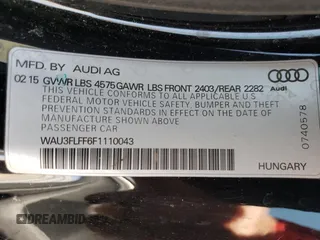 MFD. BY AUDI AG
02 15 GVWR LBS 4575 GAWR LBS FRONT 2403/REAR 2282
THIS VEHICLE CONFORMS TO ALL APPLICABLE U.S.
FEDERAL MOTOR VEHICLE SAFETY, BUMPER, AND THEFT
PREVENTION STANDARDS IN EFFECT ON THE DATE OF
MANUFACTURE SHOWN ABOVE.
PASSENGER CAR
WAU3FLFF6F1110043
HUNGARY
Audi
0740578
DREAMBID